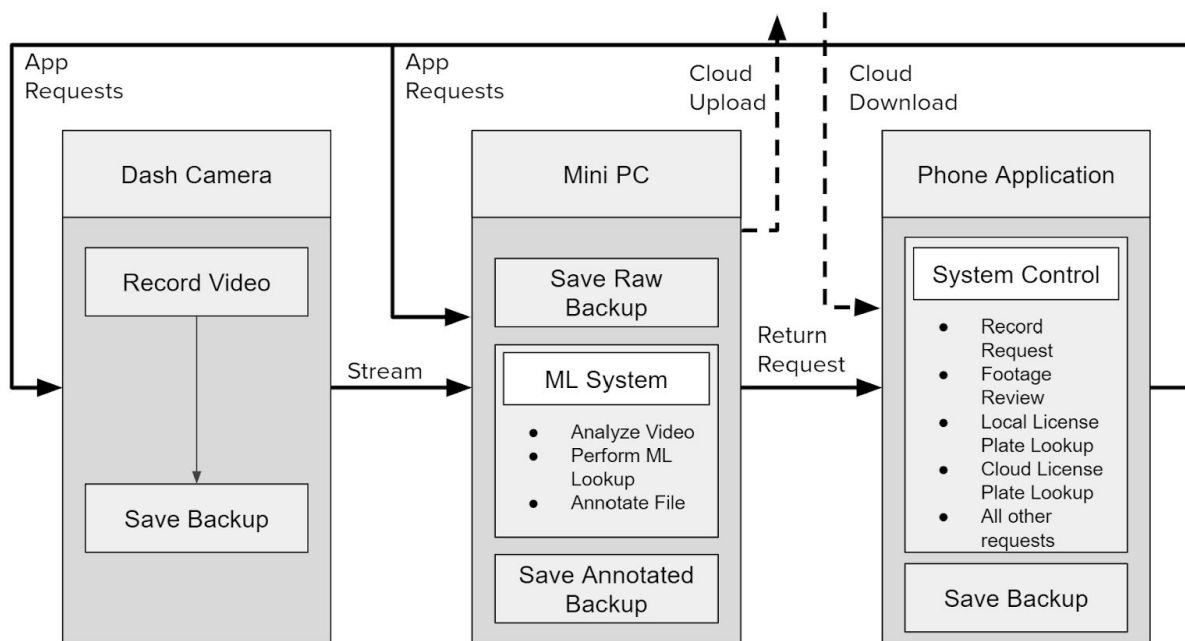 App
Requests
App
Requests
Cloud
Upload
Cloud
Download
Dash Camera
Record Video
Save Backup
Stream
Mini PC
Save Raw
Backup
ML System
● Analyze Video
● Perform ML
Lookup
● Annotate File
Save Annotated
Backup
Return
Request
Phone Application
System Control
● Record
Request
● Footage
Review
● Local License
Plate Lookup
● Cloud License
Plate Lookup
● All other
requests
Save Backup